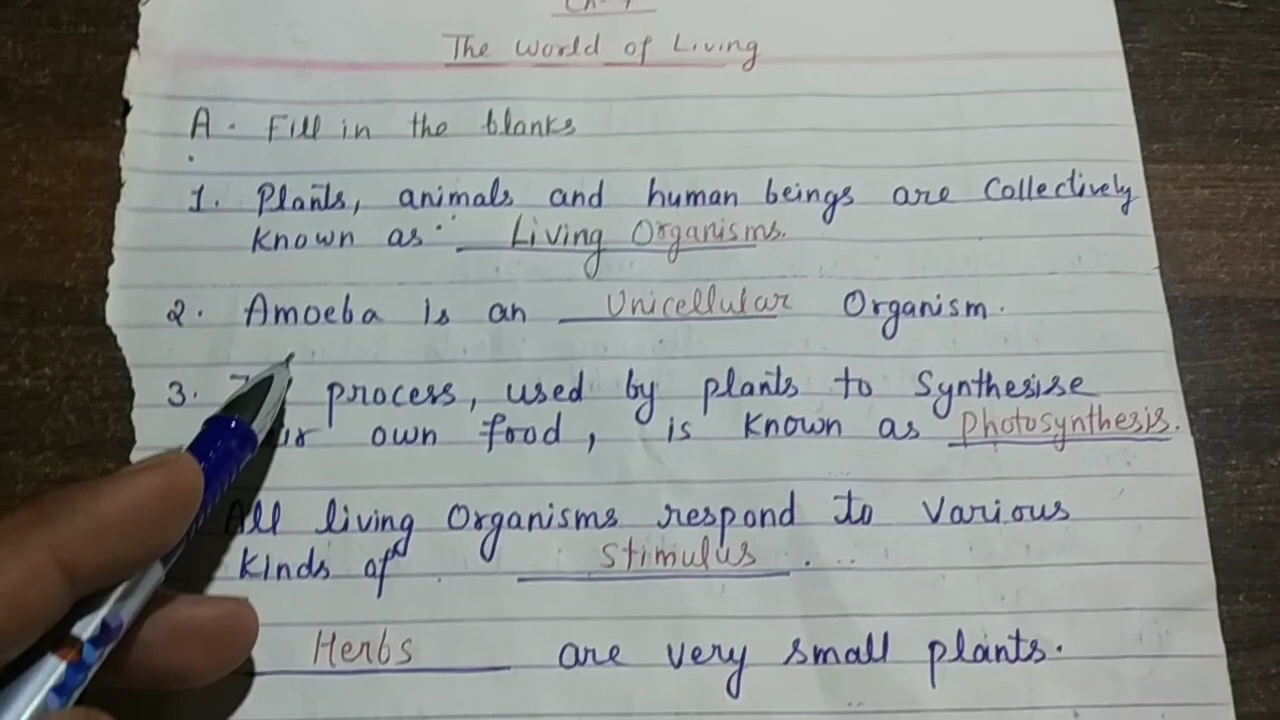 The World of Living
A. Fill in the blanks
1. Plants, animals and human beings are Collectively
known as Living Organisms.
2. Amoeba is an Unicellular Organism.
3. process, used by plants to Synthesise
own food, is known as Photosynthesis.
All living Organisms respond to various
kinds of stimulus.
Herbs are very small plants.